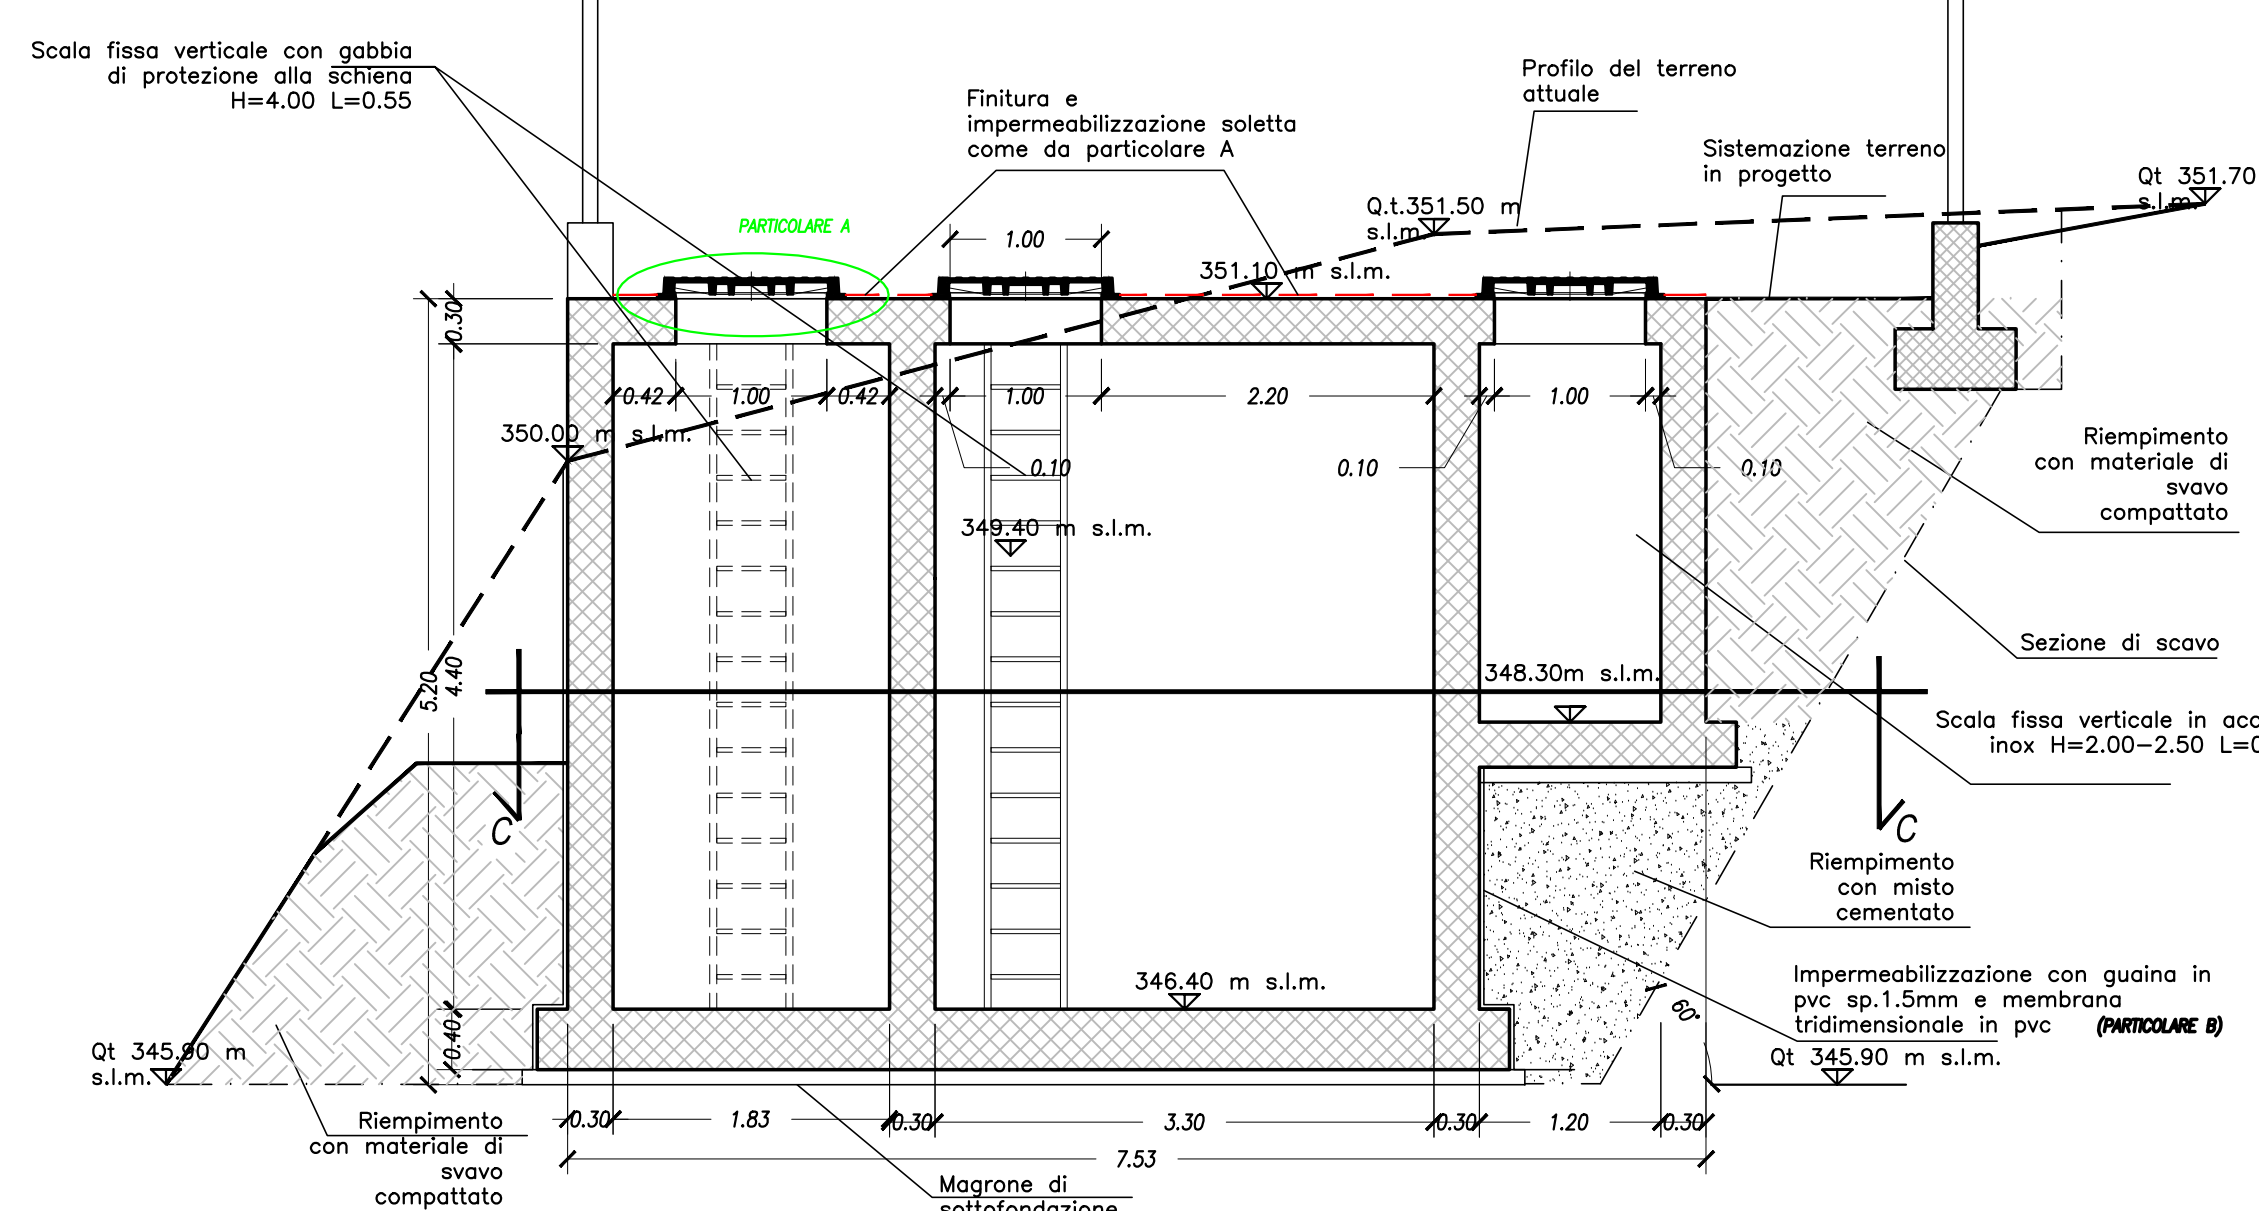 Scala fissa verticale con gabbia
di protezione alla schiena
H=4.00 L=0.55
Finitura e
impermeabilizzazione soletta
come da particolare A
Profilo del terreno
attuale
Sistemazione terreno
in progetto
Qt 351.70
s.l.m.
Q.t.351.50 m
s.l.m.
PARTICOLARE A
1.00
351.10 m s.l.m.
0.30
0.42
1.00
0.42
1.00
2.20
1.00
350.00 m s.l.m.
0.10
0.10
0.10
Riempimento
con materiale di
svavo
compattato
349.40 m s.l.m.
Sezione di scavo
5.20
4.40
348.30m s.l.m.
Scala fissa verticale in acc
inox H=2.00-2.50 L=0
C
C
Riempimento
con misto
cementato
346.40 m s.l.m.
Impermeabilizzazione con guaina in
pvc sp.1.5mm e membrana
tridimensionale in pvc (PARTICOLARE B)
60°
0.40
Qt 345.90 m
s.l.m.
Qt 345.90 m s.l.m.
0.30
1.83
0.30
3.30
0.30
1.20
0.30
7.53
Riempimento
con materiale di
svavo
compattato
Magrone di
sottofondazione